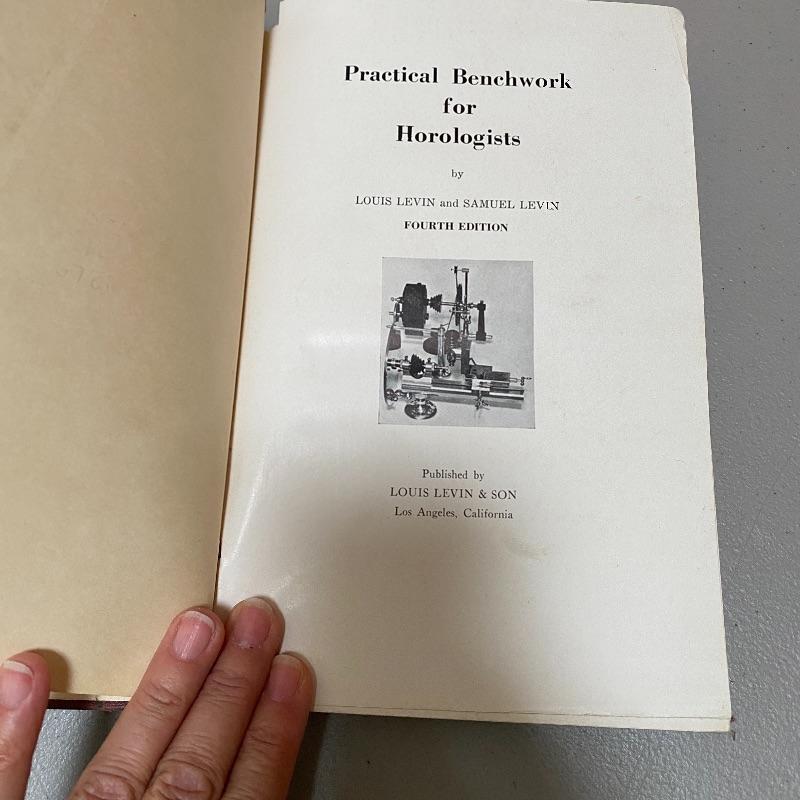 Practical Benchwork
for
Horologists
by
LOUIS LEVIN and SAMUEL LEVIN
FOURTH EDITION
Published by
LOUIS LEVIN & SON
Los Angeles, California